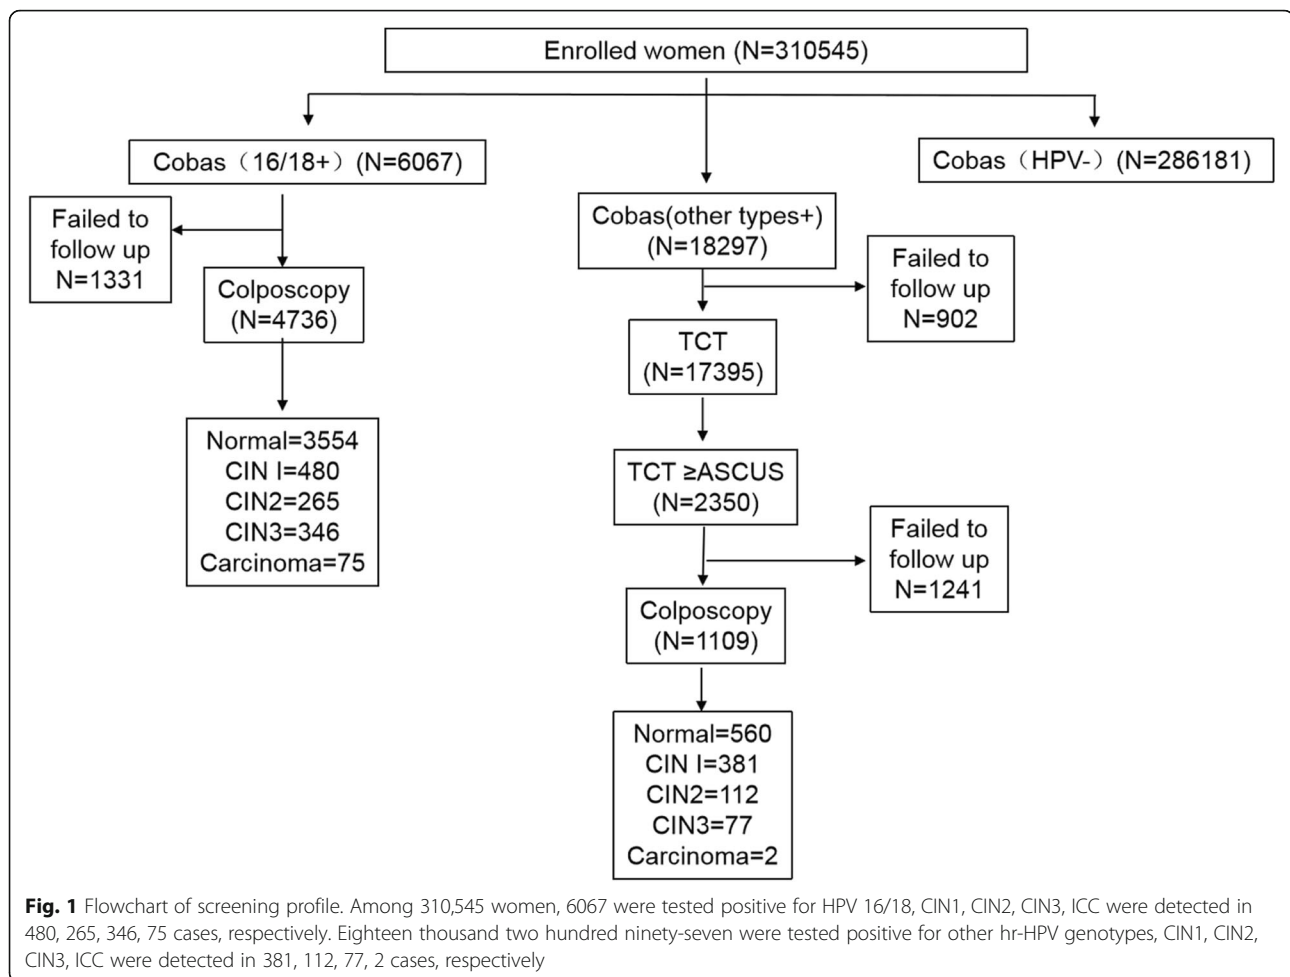 Enrolled women (N=310545)
Cobas（16/18+）(N=6067)
Cobas（HPV-）(N=286181)
Failed to
follow up
N=1331
Colposcopy
(N=4736)
Normal=3554
CIN I=480
CIN2=265
CIN3=346
Carcinoma=75
Cobas(other types+)
(N=18297)
Failed to
follow up
N=902
TCT
(N=17395)
TCT ≥ASCUS
(N=2350)
Failed to
follow up
N=1241
Colposcopy
(N=1109)
Normal=560
CIN I=381
CIN2=112
CIN3=77
Carcinoma=2
Fig. 1 Flowchart of screening profile. Among 310,545 women, 6067 were tested positive for HPV 16/18, CIN1, CIN2, CIN3, ICC were detected in
480, 265, 346, 75 cases, respectively. Eighteen thousand two hundred ninety-seven were tested positive for other hr-HPV genotypes, CIN1, CIN2,
CIN3, ICC were detected in 381, 112, 77, 2 cases, respectively